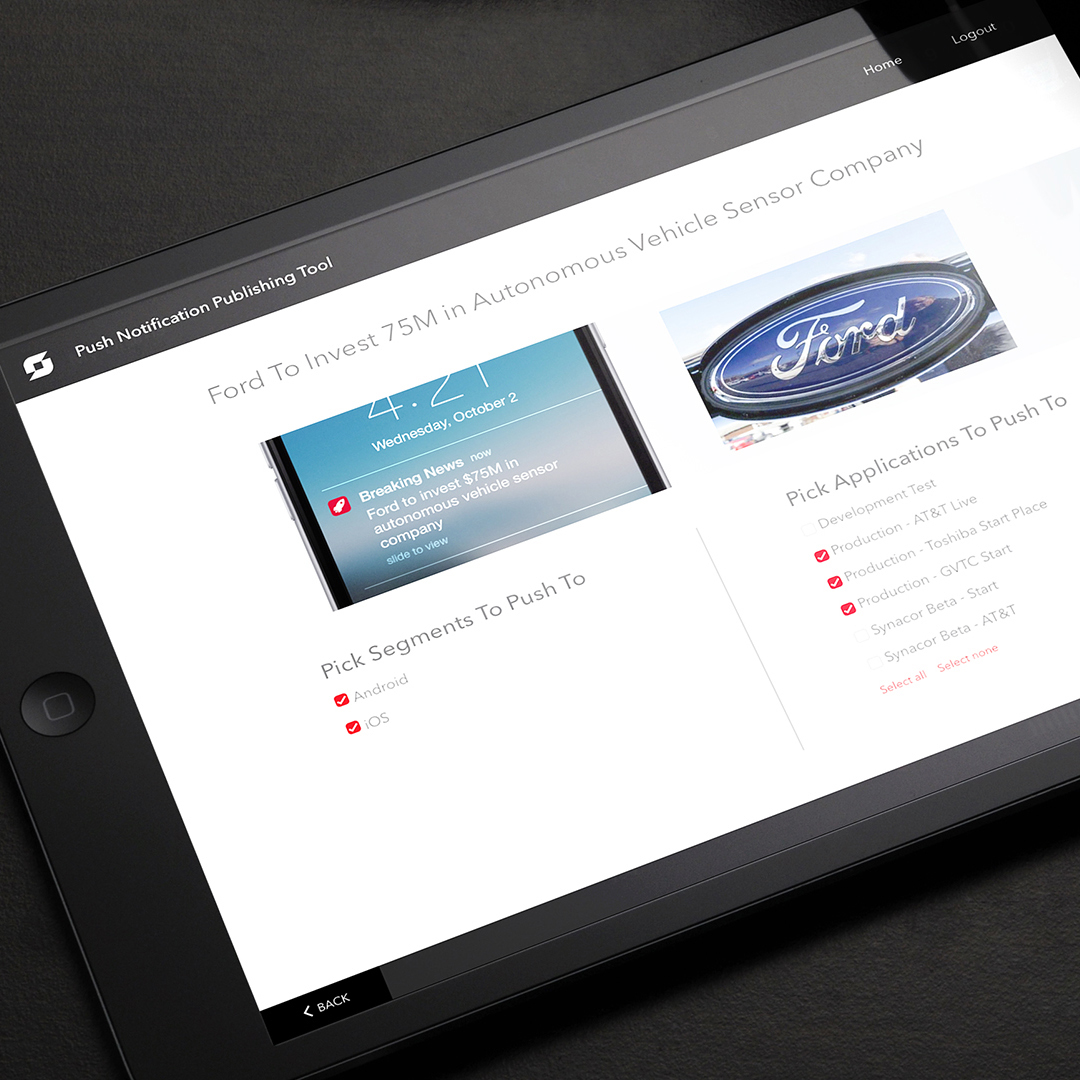 Logout
Home
Push Notification Publishing Tool
Ford To Invest 75M in Autonomous Vehicle Sensor Company
4:21
Wednesday, October 2
Breaking News now
Ford to invest $75M in
autonomous vehicle sensor
company
slide to view
Ford
Pick Segments To Push To
Android
iOS
Pick Applications To Push To
Development Test
Production - AT&T Live
Production - Toshiba Start Place
Production - GVTC Start
Synacor Beta - Start
Synacor Beta - AT&T
Select all Select none
BACK